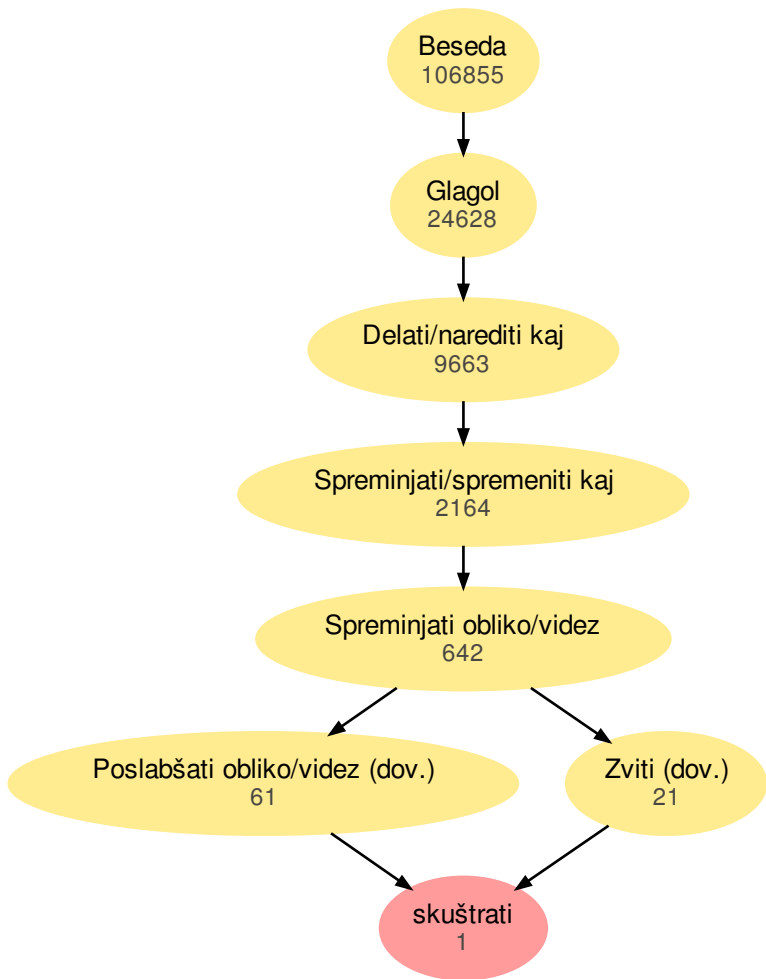 Beseda
106855
Glagol
24628
Delati/narediti kaj
9663
Spreminjati/spremeniti kaj
2164
Spreminjati obliko/videz
642
Poslabšati obliko/videz (dov.)
61
Zviti (dov.)
21
skuštrati
1